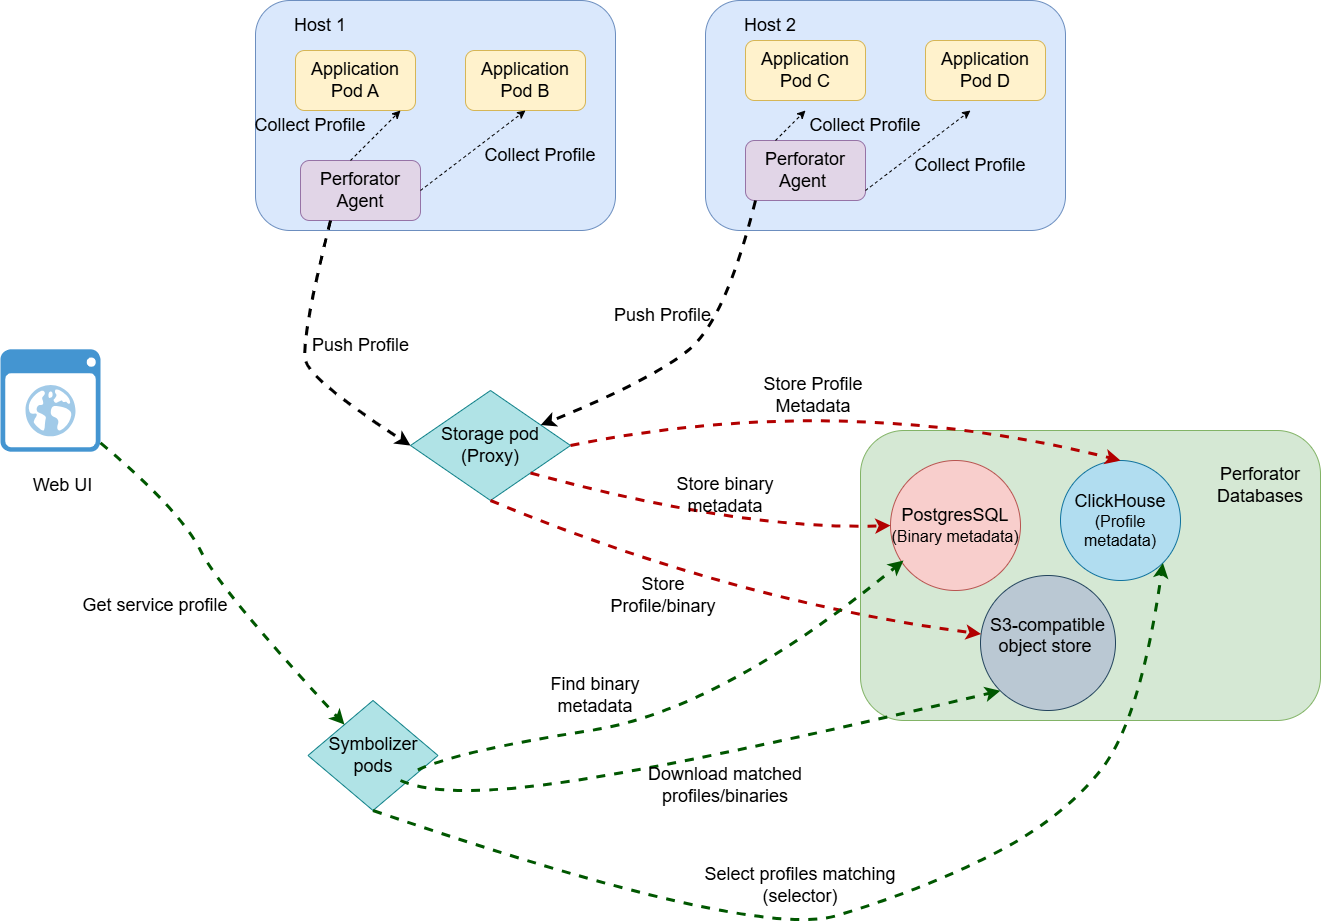 Host 1
Application
Pod A
Application
Pod B
Collect Profile
Collect Profile
Perforator
Agent
Host 2
Application
Pod C
Application
Pod D
Collect Profile
Collect Profile
Perforator
Agent
Push Profile
Push Profile
Web UI
Storage pod
(Proxy)
Store Profile
Metadata
Store binary
metadata
Store
Profile/binary
Perforator
Databases
PostgresSQL
(Binary metadata)
ClickHouse
(Profile
metadata)
S3-compatible
object store
Get service profile
Symbolizer
pods
Find binary
metadata
Download matched
profiles/binaries
Select profiles matching
(selector)